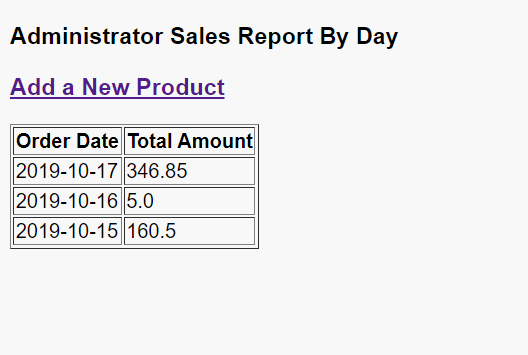 Administrator Sales Report By Day
Add a New Product
Order Date Total Amount
2019-10-17 346.85
2019-10-16 5.0
2019-10-15 160.5